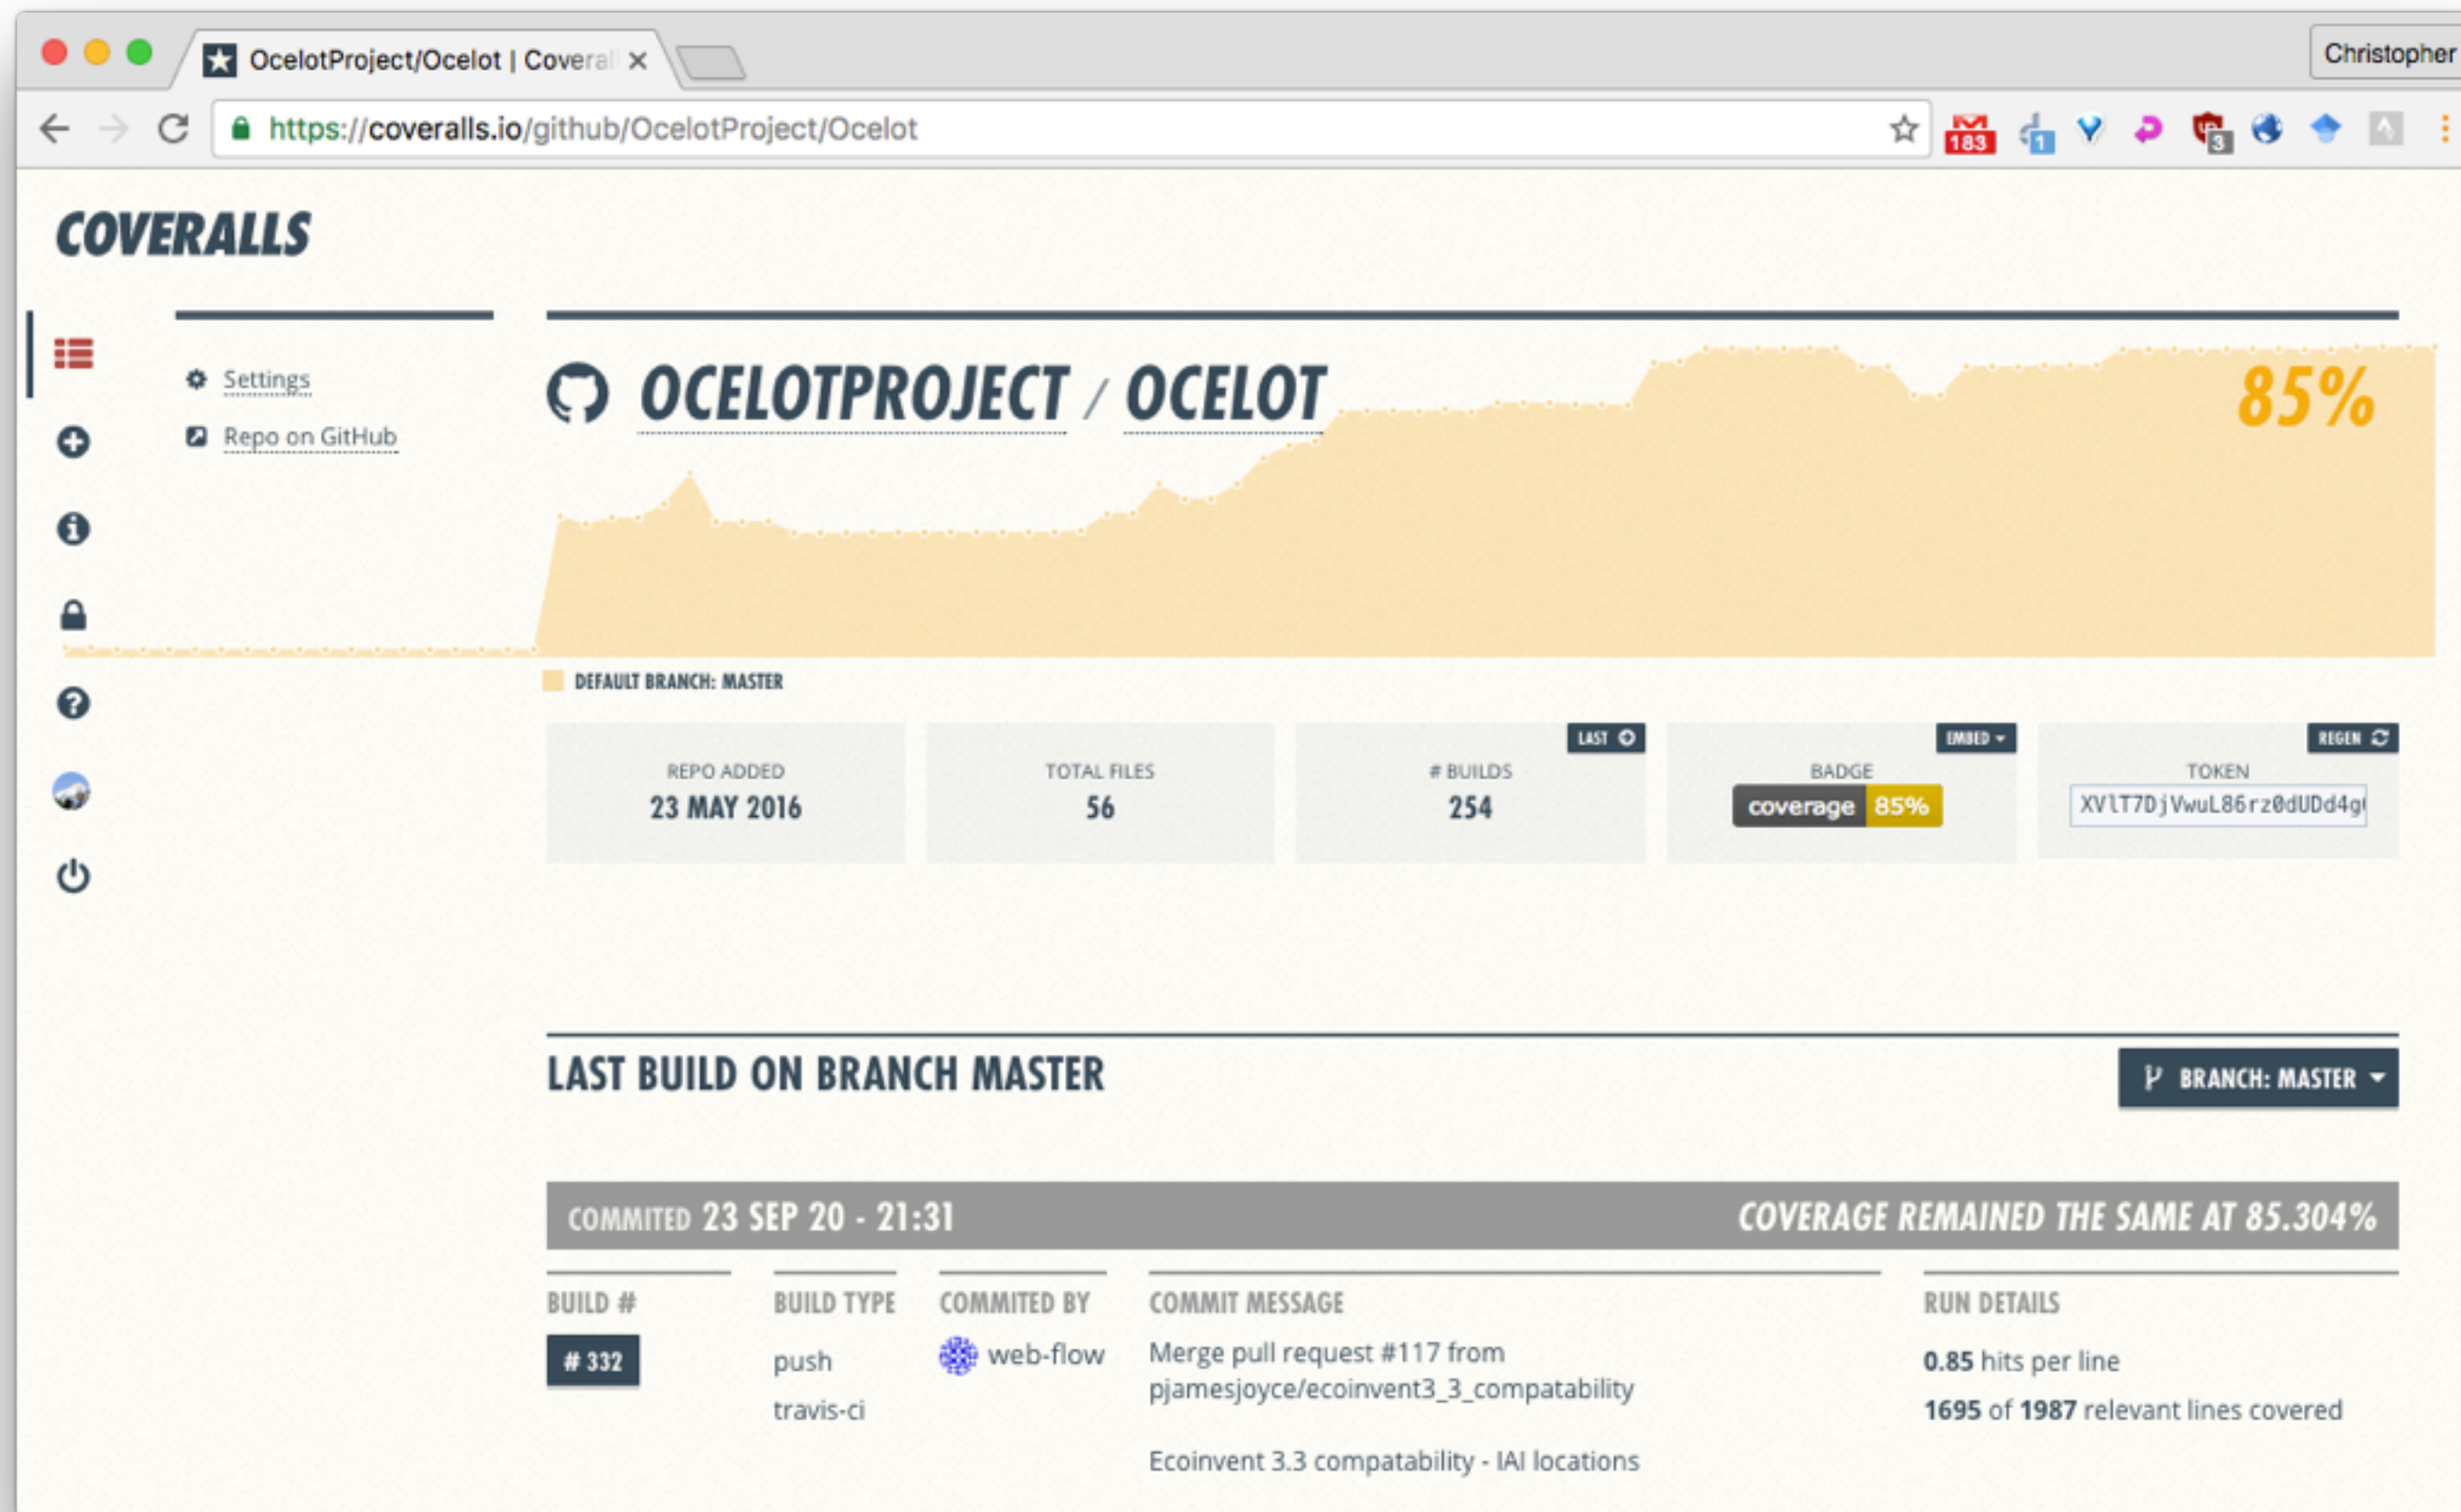 OcelotProject/Ocelot | Coveral
Christopher
https://coveralls.io/github/OcelotProject/Ocelot
183
1
3
COVERALLS
Settings
Repo on GitHub
OCELOTPROJECT / OCELOT
85%
DEFAULT BRANCH: MASTER
REPO ADDED
23 MAY 2016
TOTAL FILES
56
LAST
# BUILDS
254
EMBED
BADGE
coverage 85%
REGEN
TOKEN
XVlT7DjVwuL86rz0dUDd4g
LAST BUILD ON BRANCH MASTER
BRANCH: MASTER
COMMITED 23 SEP 20 - 21:31
COVERAGE REMAINED THE SAME AT 85.304%
BUILD #
BUILD TYPE
COMMITED BY
COMMIT MESSAGE
RUN DETAILS
# 332
push
travis-ci
web-flow
Merge pull request #117 from
pjamesjoyce/ecoinvent3_3_compatability
Ecoinvent 3.3 compatability - IAI locations
0.85 hits per line
1695 of 1987 relevant lines covered